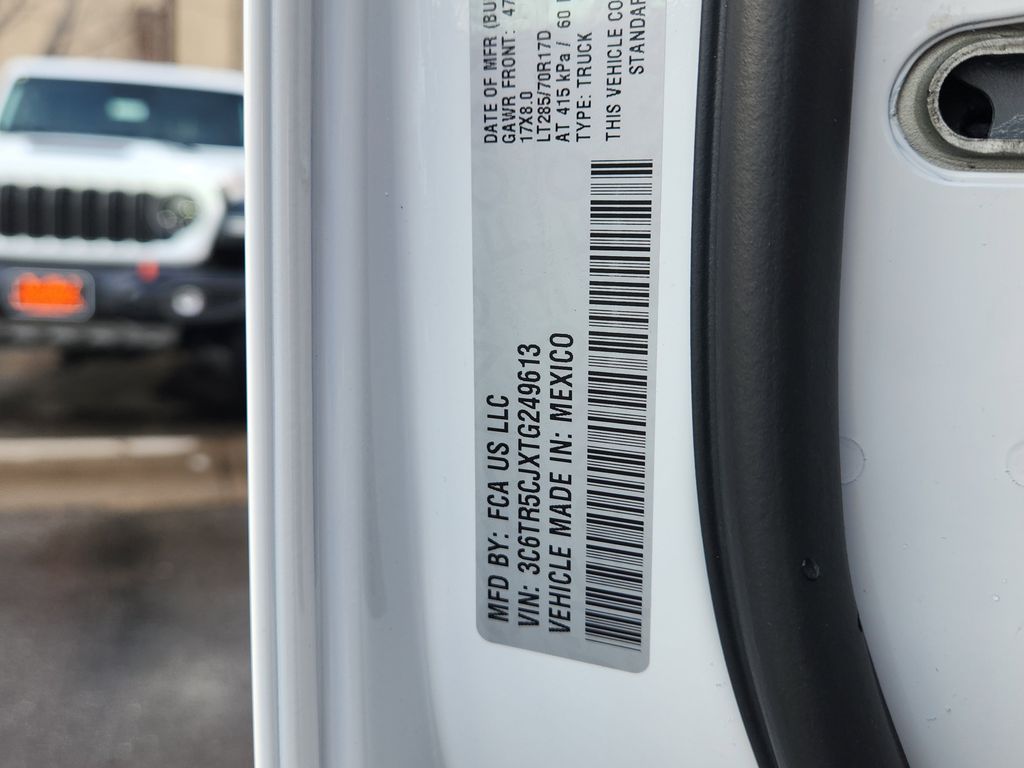 MFD BY: FCA US LLC
VIN: 3C6TR5CJXTG249613
VEHICLE MADE IN: MEXICO
DATE OF MFR (BU
GAWR FRONT: 47
17X8.0
LT285/70R17D
AT 415 kPa / 60
TYPE: TRUCK
THIS VEHICLE CO
STANDAR